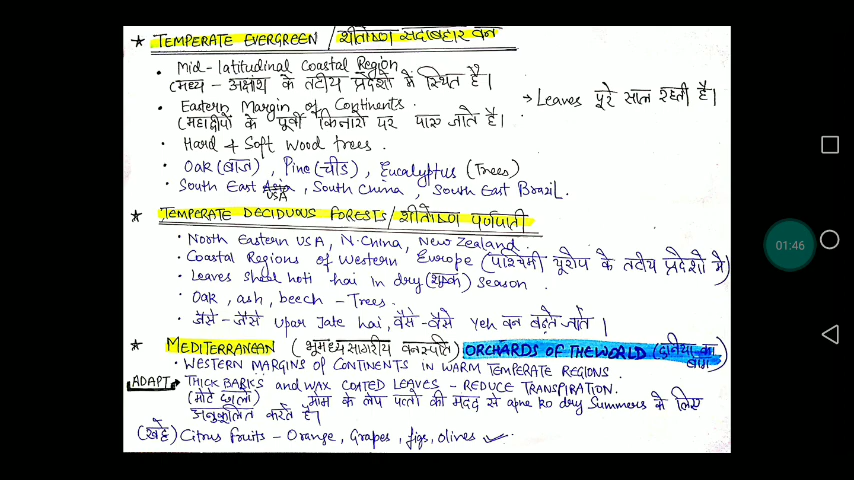 ★ TEMPERATE EVERGREEN / शीतोष्ण सदाबहार वन
• Mid-latitudinal Coastal Region
(मध्य-अक्षांश के तटीय प्रदेशों में स्थित है।
• Eastern Margin of Continents.
(महाद्वीपों के पूर्वी किनारो पर पाए जाते है।
→ Leaves पूरे साल रहती है।
• Hard & Soft wood trees.
• Oak (बांज), Pine (चीड़), Eucalyptus (Trees)
• South East USA, South China, South East Brazil.
★ TEMPERATE DECIDUOUS FORESTS / शीतोष्ण पर्णपाती
• North Eastern USA, N.China, New Zealand.
• Coastal Regions of Western Europe (पश्चिमी यूरोप के तटीय प्रदेशो मे)
• Leaves shed hoti hai in dry (शुष्क) season.
• Oak, ash, beech - Trees.
• जैसे-जैसे upar Jate hai, वैसे-वैसे Yeh वन बढ़ते जाते।
★ MEDITERRANEAN (भूमध्यसागरीय वनस्पति) ORCHARDS OF THE WORLD (दुनिया का बाग)
• WESTERN MARGINS OF CONTINENTS IN WARM TEMPERATE REGIONS.
ADAPT → THICK BARKS and WAX COATED LEAVES - REDUCE TRANSPIRATION.
(मोटे छालों) मोम के लेप पत्तो की मदद से apne ko dry Summers के लिए
अनुकूलित करते है।
(खट्टे) Citrus fruits - Orange, Grapes, figs, olives
01:46